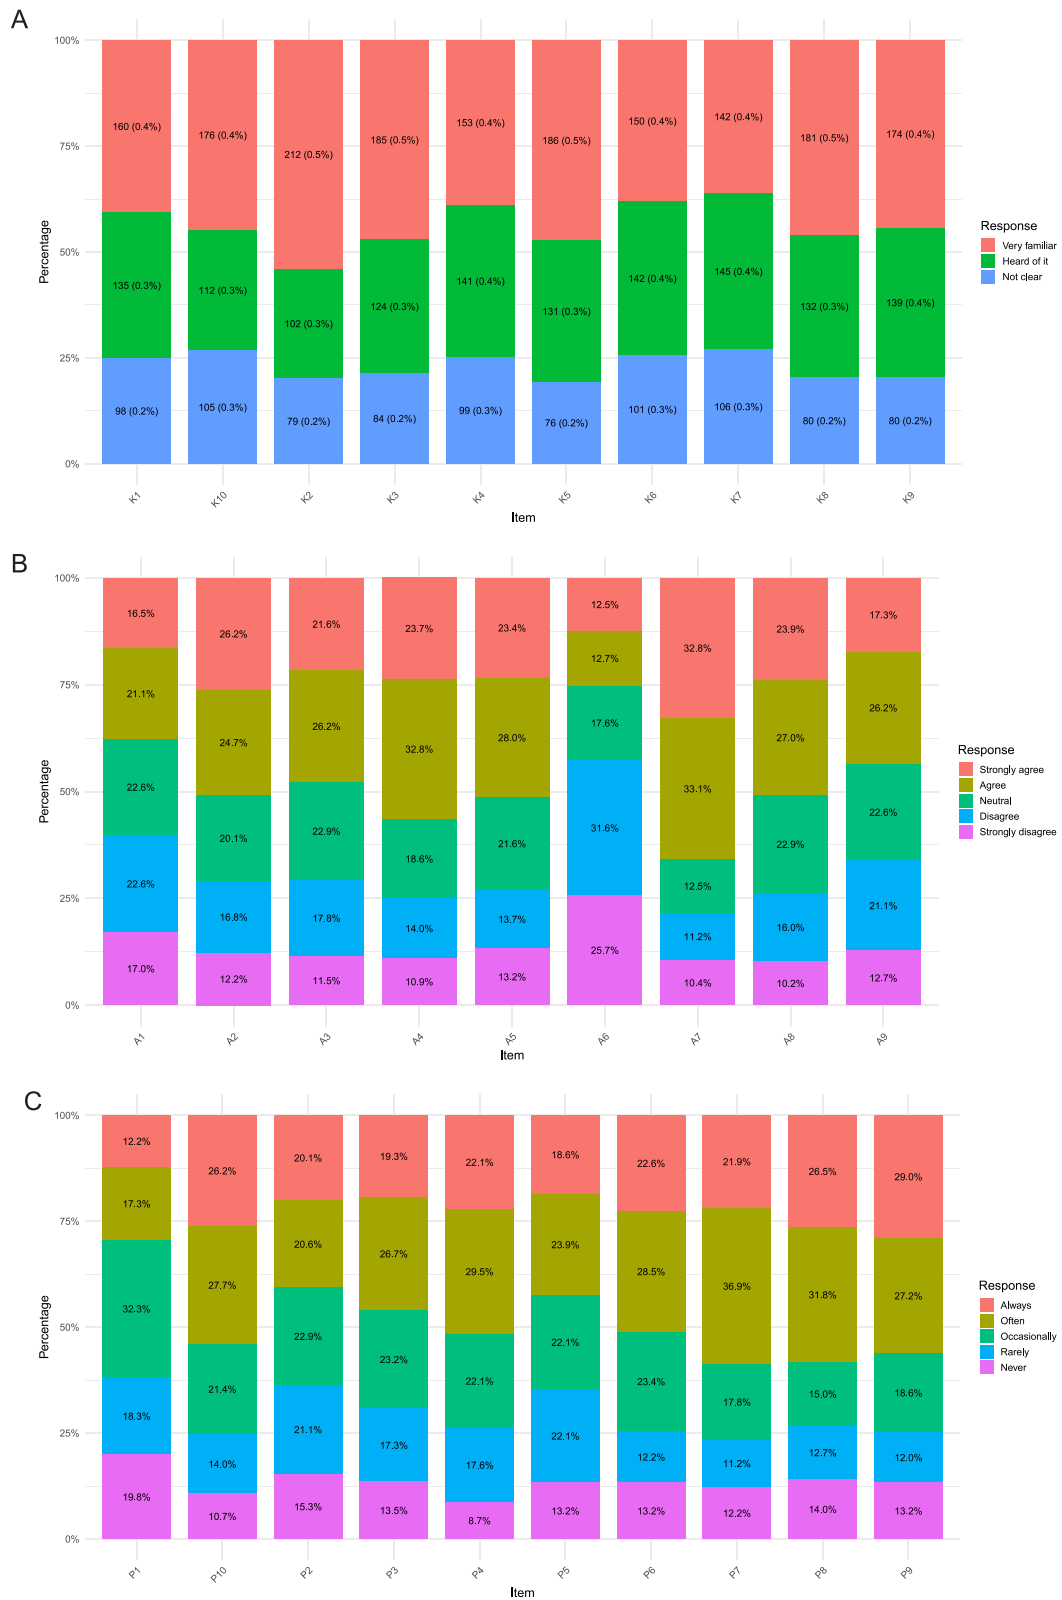 A
100%
75%
50%
25%
0%
Percentage
160 (0.4%)
176 (0.4%)
212 (0.5%)
185 (0.5%)
153 (0.4%)
186 (0.5%)
150 (0.4%)
142 (0.4%)
181 (0.5%)
174 (0.4%)
135 (0.3%)
112 (0.3%)
102 (0.3%)
124 (0.3%)
141 (0.4%)
131 (0.3%)
142 (0.4%)
145 (0.4%)
132 (0.3%)
139 (0.4%)
98 (0.2%)
105 (0.3%)
79 (0.2%)
84 (0.2%)
99 (0.3%)
76 (0.2%)
101 (0.3%)
106 (0.3%)
80 (0.2%)
80 (0.2%)
K1
K10
K2
K3
K4
K5
K6
K7
K8
K9
Item
Response
Very familiar
Heard of it
Not clear
B
100%
75%
50%
25%
0%
Percentage
16.5%
26.2%
21.6%
23.7%
23.4%
12.5%
32.8%
23.9%
17.3%
21.1%
24.7%
26.2%
32.8%
28.0%
12.7%
33.1%
27.0%
26.2%
22.6%
20.1%
22.9%
18.6%
21.6%
17.6%
12.5%
22.9%
22.6%
22.6%
16.8%
17.8%
14.0%
13.7%
31.6%
11.2%
16.0%
21.1%
17.0%
12.2%
11.5%
10.9%
13.2%
25.7%
10.4%
10.2%
12.7%
A1
A2
A3
A4
A5
A6
A7
A8
A9
Item
Response
Strongly agree
Agree
Neutral
Disagree
Strongly disagree
C
100%
75%
50%
25%
0%
Percentage
12.2%
26.2%
20.1%
19.3%
22.1%
18.6%
22.6%
21.9%
26.5%
29.0%
17.3%
27.7%
20.6%
26.7%
29.5%
23.9%
28.5%
36.9%
31.8%
27.2%
32.3%
21.4%
22.9%
23.2%
22.1%
22.1%
23.4%
17.8%
15.0%
18.6%
18.3%
14.0%
21.1%
17.3%
17.6%
22.1%
12.2%
11.2%
12.7%
12.0%
19.8%
10.7%
15.3%
13.5%
8.7%
13.2%
13.2%
12.2%
14.0%
13.2%
P1
P10
P2
P3
P4
P5
P6
P7
P8
P9
Item
Response
Always
Often
Occasionally
Rarely
Never